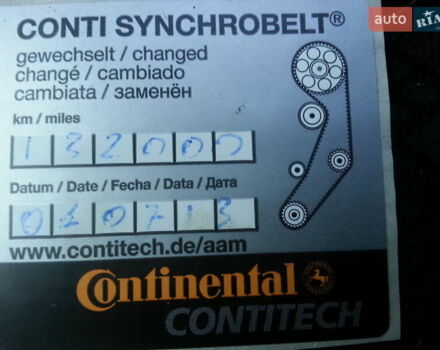 CONTI SYNCHROBELT®
auto RIA
gewechselt / changed
changé / cambiado
cambiata / заменён
km / miles
132000
Datum / Date / Fecha / Data / Дата
010713
www.contitech.de/aam
Continental
CONTITECH